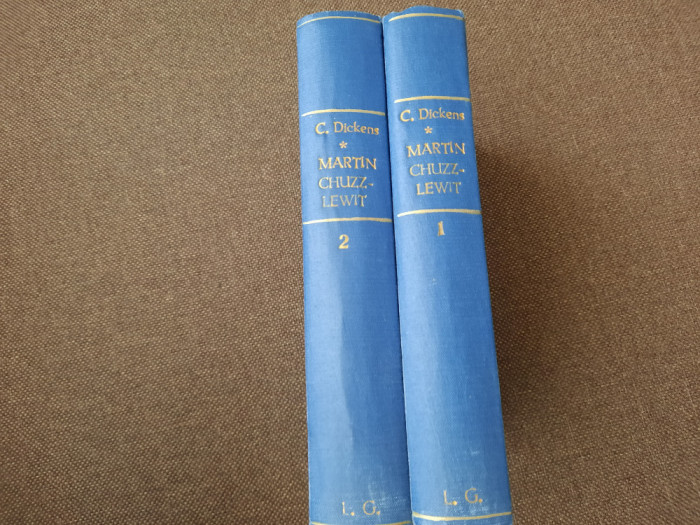 C. Dickens
*
MARTIN
CHUZZ-
LEWIT
2
L. G.
C. Dickens
*
MARTIN
CHUZZ-
LEWIT
1
L. G.